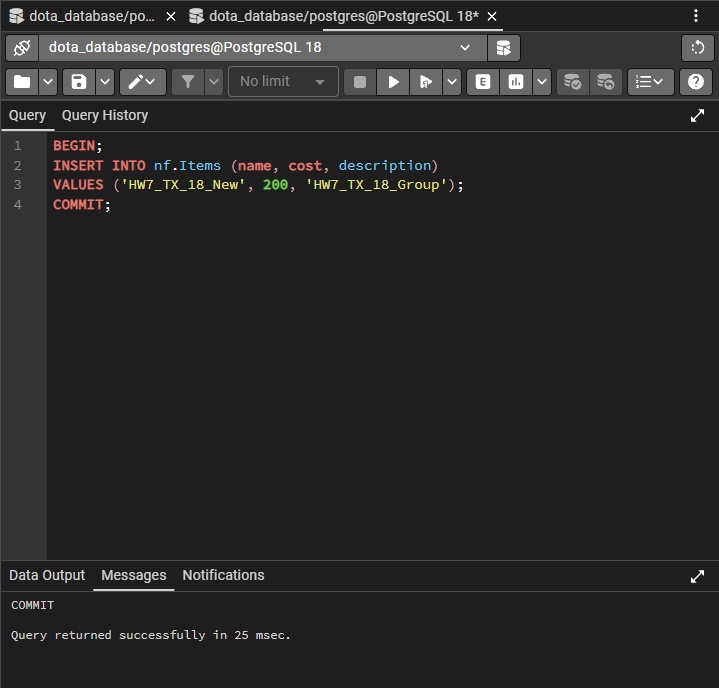 dota_database/po...
dota_database/postgres@PostgreSQL 18*
dota_database/postgres@PostgreSQL 18
No limit
E
Query
Query History
1 BEGIN;
2 INSERT INTO nf.Items (name, cost, description)
3 VALUES ('HW7_TX_18_New', 200, 'HW7_TX_18_Group');
4 COMMIT;
Data Output
Messages
Notifications
COMMIT
Query returned successfully in 25 msec.